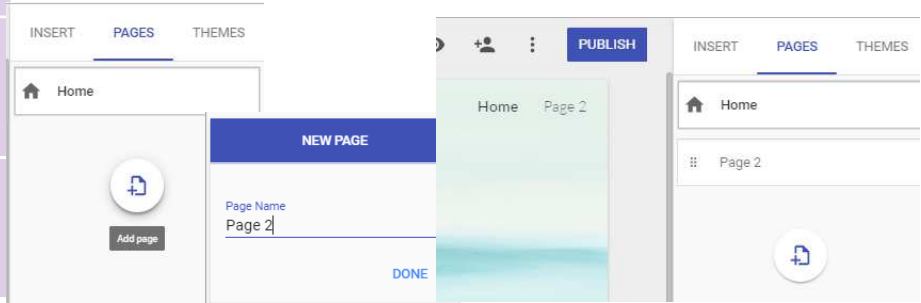 INSERT PAGES THEMES
Home
Add page
NEW PAGE
Page Name
Page 2
DONE
PUBLISH
Home Page 2
INSERT PAGES THEMES
Home
Page 2